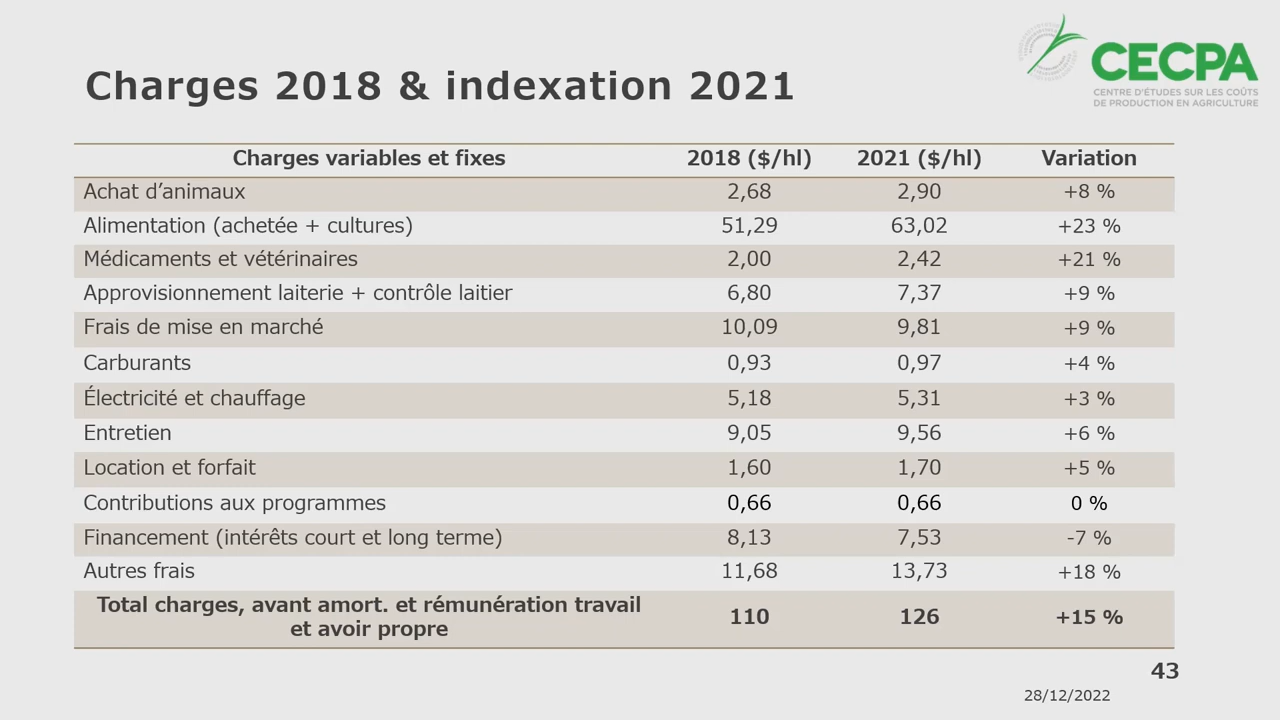 CECPA
CENTRE D'ÉTUDES SUR LES COÛTS
DE PRODUCTION EN AGRICULTURE
Charges 2018 & indexation 2021
Charges variables et fixes 2018 ($/hl) 2021 ($/hl) Variation
Achat d’animaux 2,68 2,90 +8 %
Alimentation (achetée + cultures) 51,29 63,02 +23 %
Médicaments et vétérinaires 2,00 2,42 +21 %
Approvisionnement laiterie + contrôle laitier 6,80 7,37 +9 %
Frais de mise en marché 10,09 9,81 +9 %
Carburants 0,93 0,97 +4 %
Électricité et chauffage 5,18 5,31 +3 %
Entretien 9,05 9,56 +6 %
Location et forfait 1,60 1,70 +5 %
Contributions aux programmes 0,66 0,66 0 %
Financement (intérêts court et long terme) 8,13 7,53 -7 %
Autres frais 11,68 13,73 +18 %
Total charges, avant amort. et rémunération travail
et avoir propre 110 126 +15 %
43
28/12/2022